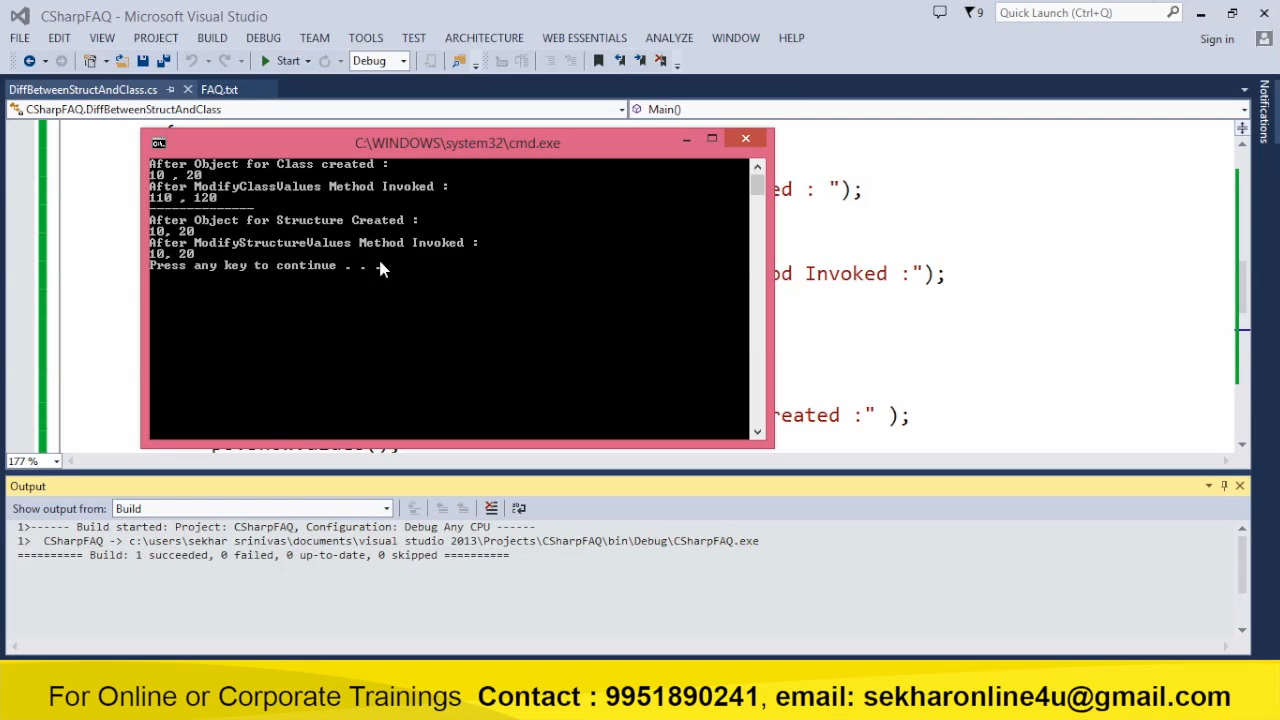 CSharpFAQ - Microsoft Visual Studio
9
Quick Launch (Ctrl+Q)
FILE EDIT VIEW PROJECT BUILD DEBUG TEAM TOOLS TEST ARCHITECTURE WEB ESSENTIALS ANALYZE WINDOW HELP
Sign in
Start Debug
DiffBetweenStructAndClass.cs FAQ.txt
CSharpFAQ.DiffBetweenStructAndClass Main()
Notifications
C:\WINDOWS\system32\cmd.exe
After Object for Class created :
10 , 20
After ModifyClassValues Method Invoked :
110 , 120
--------------
After Object for Structure Created :
10, 20
After ModifyStructureValues Method Invoked :
10, 20
Press any key to continue . . .
ed : ");
od Invoked :");
reated :" );
177 %
Output
Show output from: Build
1>------ Build started: Project: CSharpFAQ, Configuration: Debug Any CPU ------
1> CSharpFAQ -> c:\users\sekhar srinivas\documents\visual studio 2013\Projects\CSharpFAQ\bin\Debug\CSharpFAQ.exe
========== Build: 1 succeeded, 0 failed, 0 up-to-date, 0 skipped ==========
For Online or Corporate Trainings Contact : 9951890241, email: sekharonline4u@gmail.com